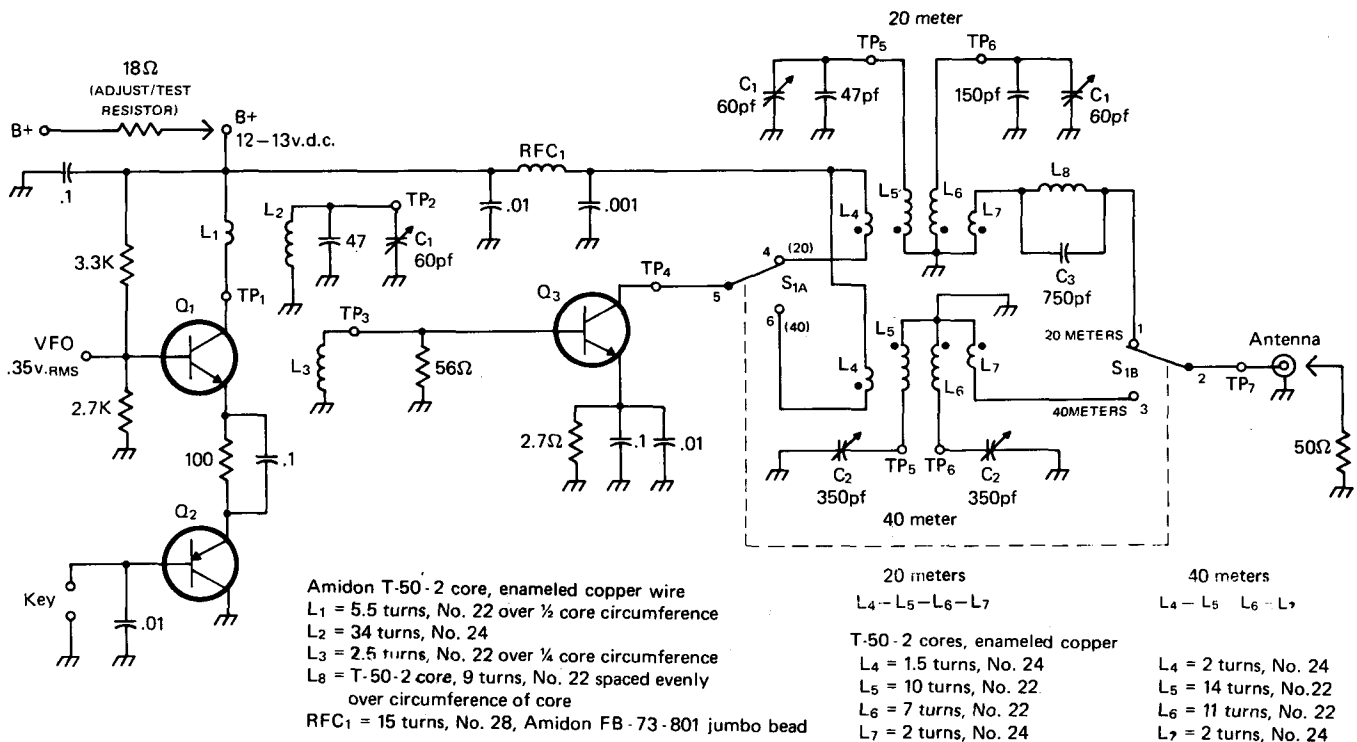 20 meter
TP5
TP6
C1
60pf
47pf
150pf
C1
60pf
18Ω
(ADJUST/TEST
RESISTOR)
B+
B+
12–13v.d.c.
.1
RFC1
.01
.001
L1
L2
TP2
47
C1
60pf
3.3K
TP1
Q1
VFO
.35v.RMS
2.7K
100
.1
Q2
Key
.01
TP3
L3
56Ω
Q3
TP4
2.7Ω
.1
.01
5
4
(20)
S1A
6
(40)
L4
L5
L6
L7
L8
C3
750pf
L4
L5
L6
L7
TP5
TP6
C2
350pf
C2
350pf
40 meter
1
20 METERS
S1B
2
40METERS
3
TP7
Antenna
50Ω
Amidon T-50-2 core, enameled copper wire
L1 = 5.5 turns, No. 22 over ½ core circumference
L2 = 34 turns, No. 24
L3 = 2.5 turns, No. 22 over ¼ core circumference
L8 = T-50-2 core, 9 turns, No. 22 spaced evenly
over circumference of core
RFC1 = 15 turns, No. 28, Amidon FB-73-801 jumbo bead
20 meters
L4–L5–L6–L7
T-50-2 cores, enameled copper
L4 = 1.5 turns, No. 24
L5 = 10 turns, No. 22
L6 = 7 turns, No. 22
L7 = 2 turns, No. 24
40 meters
L4 – L5 L6 – L7
L4 = 2 turns, No. 24
L5 = 14 turns, No.22
L6 = 11 turns, No. 22
L7 = 2 turns, No. 24